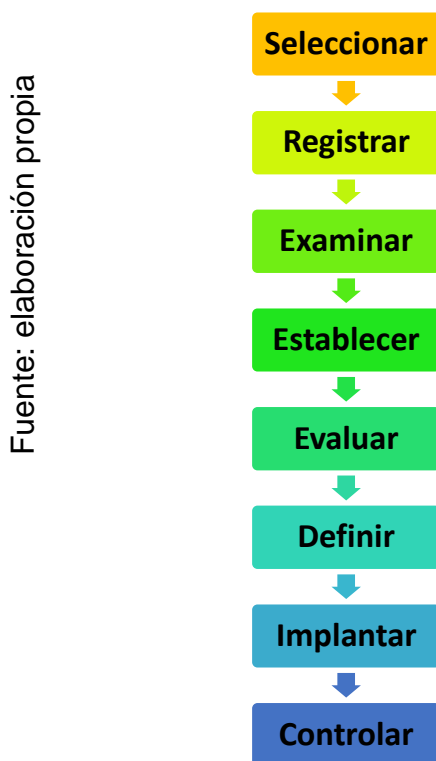 Fuente: elaboración propia
Seleccionar
Registrar
Examinar
Establecer
Evaluar
Definir
Implantar
Controlar